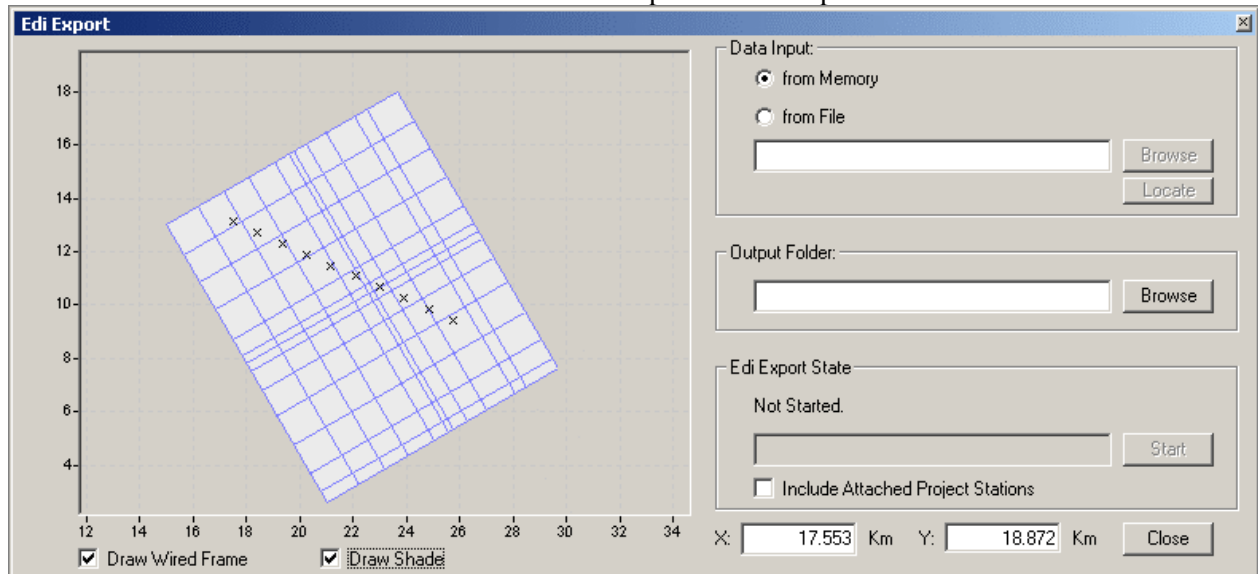 Edi Export
Data Input:
from Memory
from File
Browse
Locate
Output Folder:
Browse
Edi Export State
Not Started.
Start
Include Attached Project Stations
X: 17.553 Km Y: 18.872 Km Close
18
16
14
12
10
8
6
4
12 14 16 18 20 22 24 26 28 30 32 34
Draw Wired Frame Draw Shade